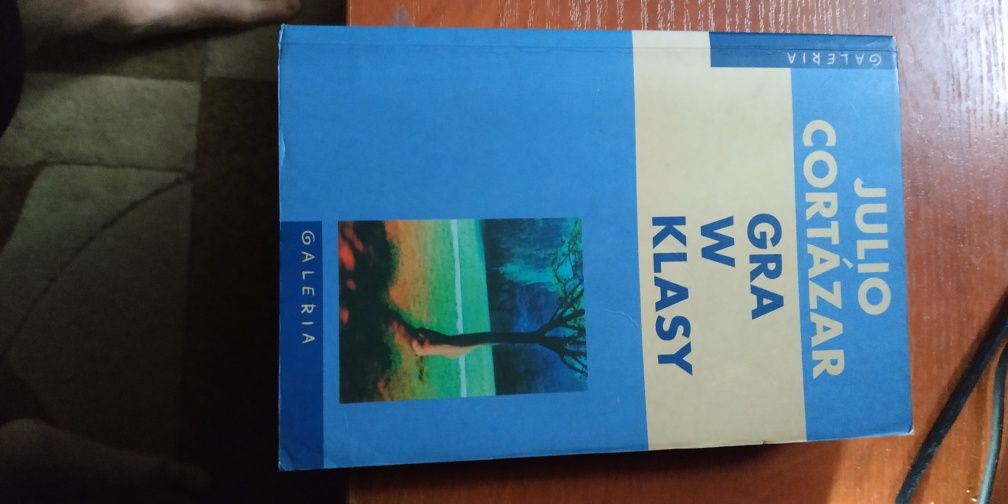 JULIO
CORTÁZAR
GRA
W
KLASY
GALERIA
GALERIA